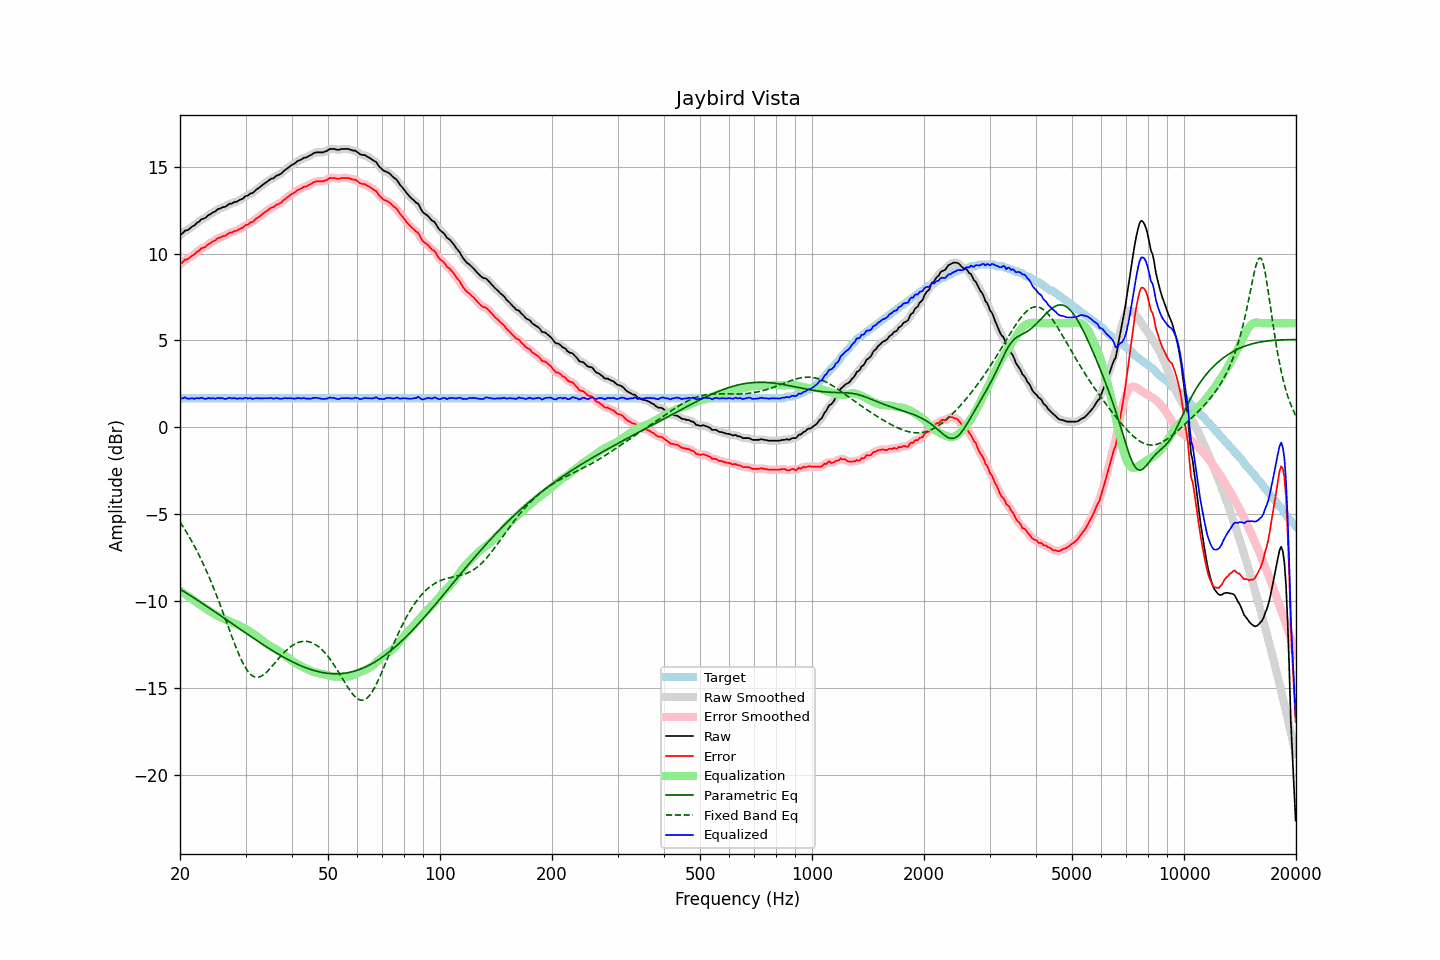 Jaybird Vista
Amplitude (dBr)
15
10
5
0
−5
−10
−15
−20
Target
Raw Smoothed
Error Smoothed
Raw
Error
Equalization
Parametric Eq
Fixed Band Eq
Equalized
20
50
100
200
500
1000
2000
5000
10000
20000
Frequency (Hz)